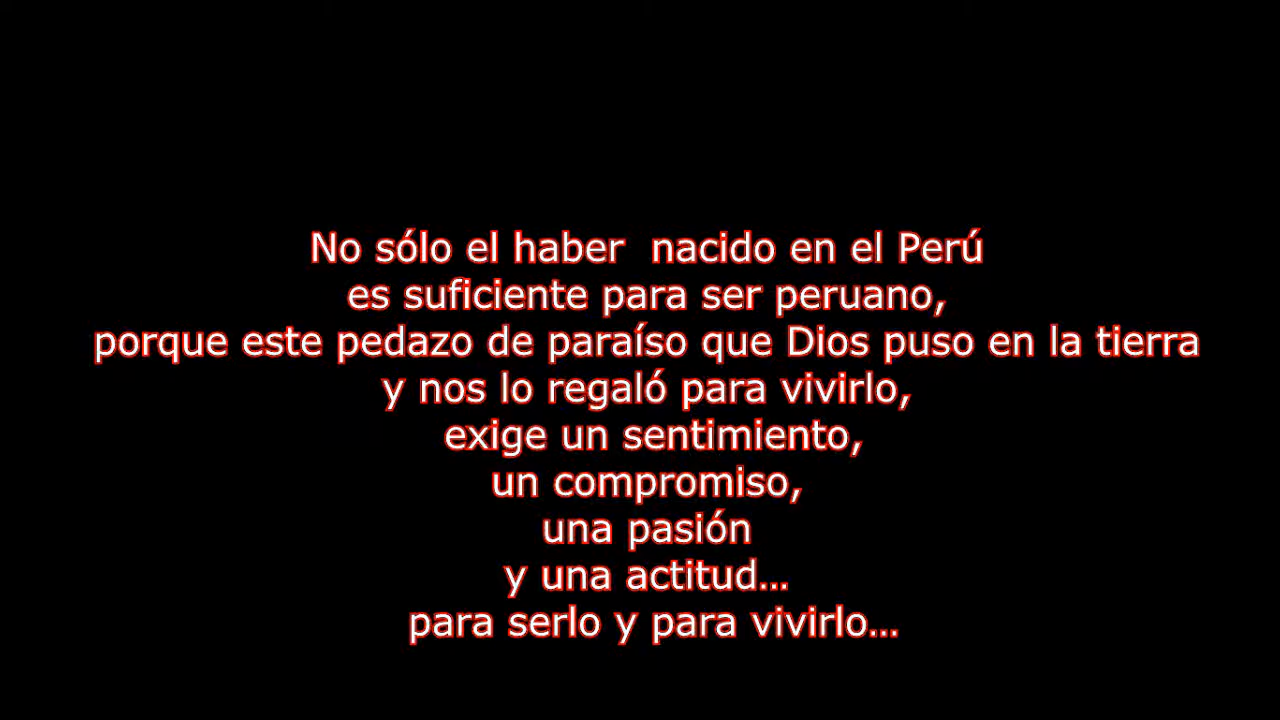 No sólo el haber  nacido en el Perú
es suficiente para ser peruano,
porque este pedazo de paraíso que Dios puso en la tierra
y nos lo regaló para vivirlo,
exige un sentimiento,
un compromiso,
una pasión
y una actitud…
para serlo y para vivirlo…